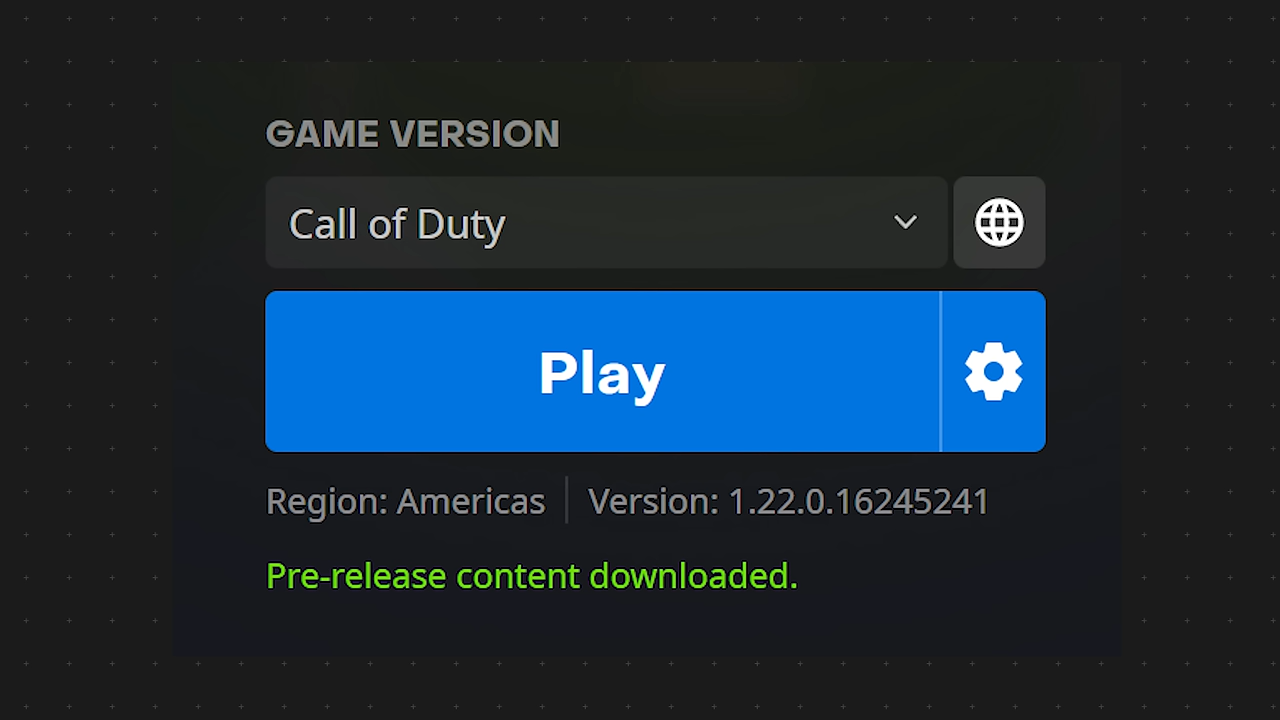 GAME VERSION
Call of Duty
Play
Region: Americas | Version: 1.22.0.16245241
Pre-release content downloaded.